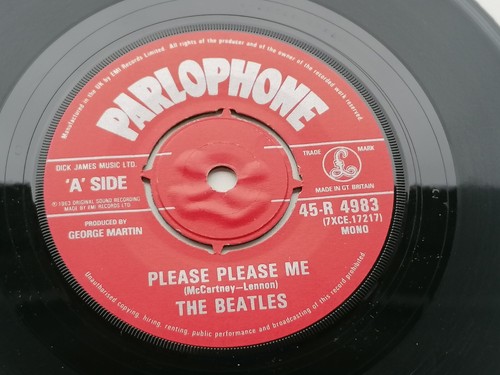 Manufactured in the UK by EMI Records Limited. All rights of the producer and of the owner of the recorded work reserved.
PARLOPHONE
DICK JAMES MUSIC LTD.
'A' SIDE
℗ 1963 ORIGINAL SOUND RECORDING
MADE BY EMI RECORDS LTD
PRODUCED BY
GEORGE MARTIN
TRADE MARK
£
MADE IN GT BRITAIN
45-R 4983
(7XCE.17217)
MONO
PLEASE PLEASE ME
(McCartney—Lennon)
THE BEATLES
Unauthorised copying, hiring, renting, public performance and broadcasting of this record prohibited.